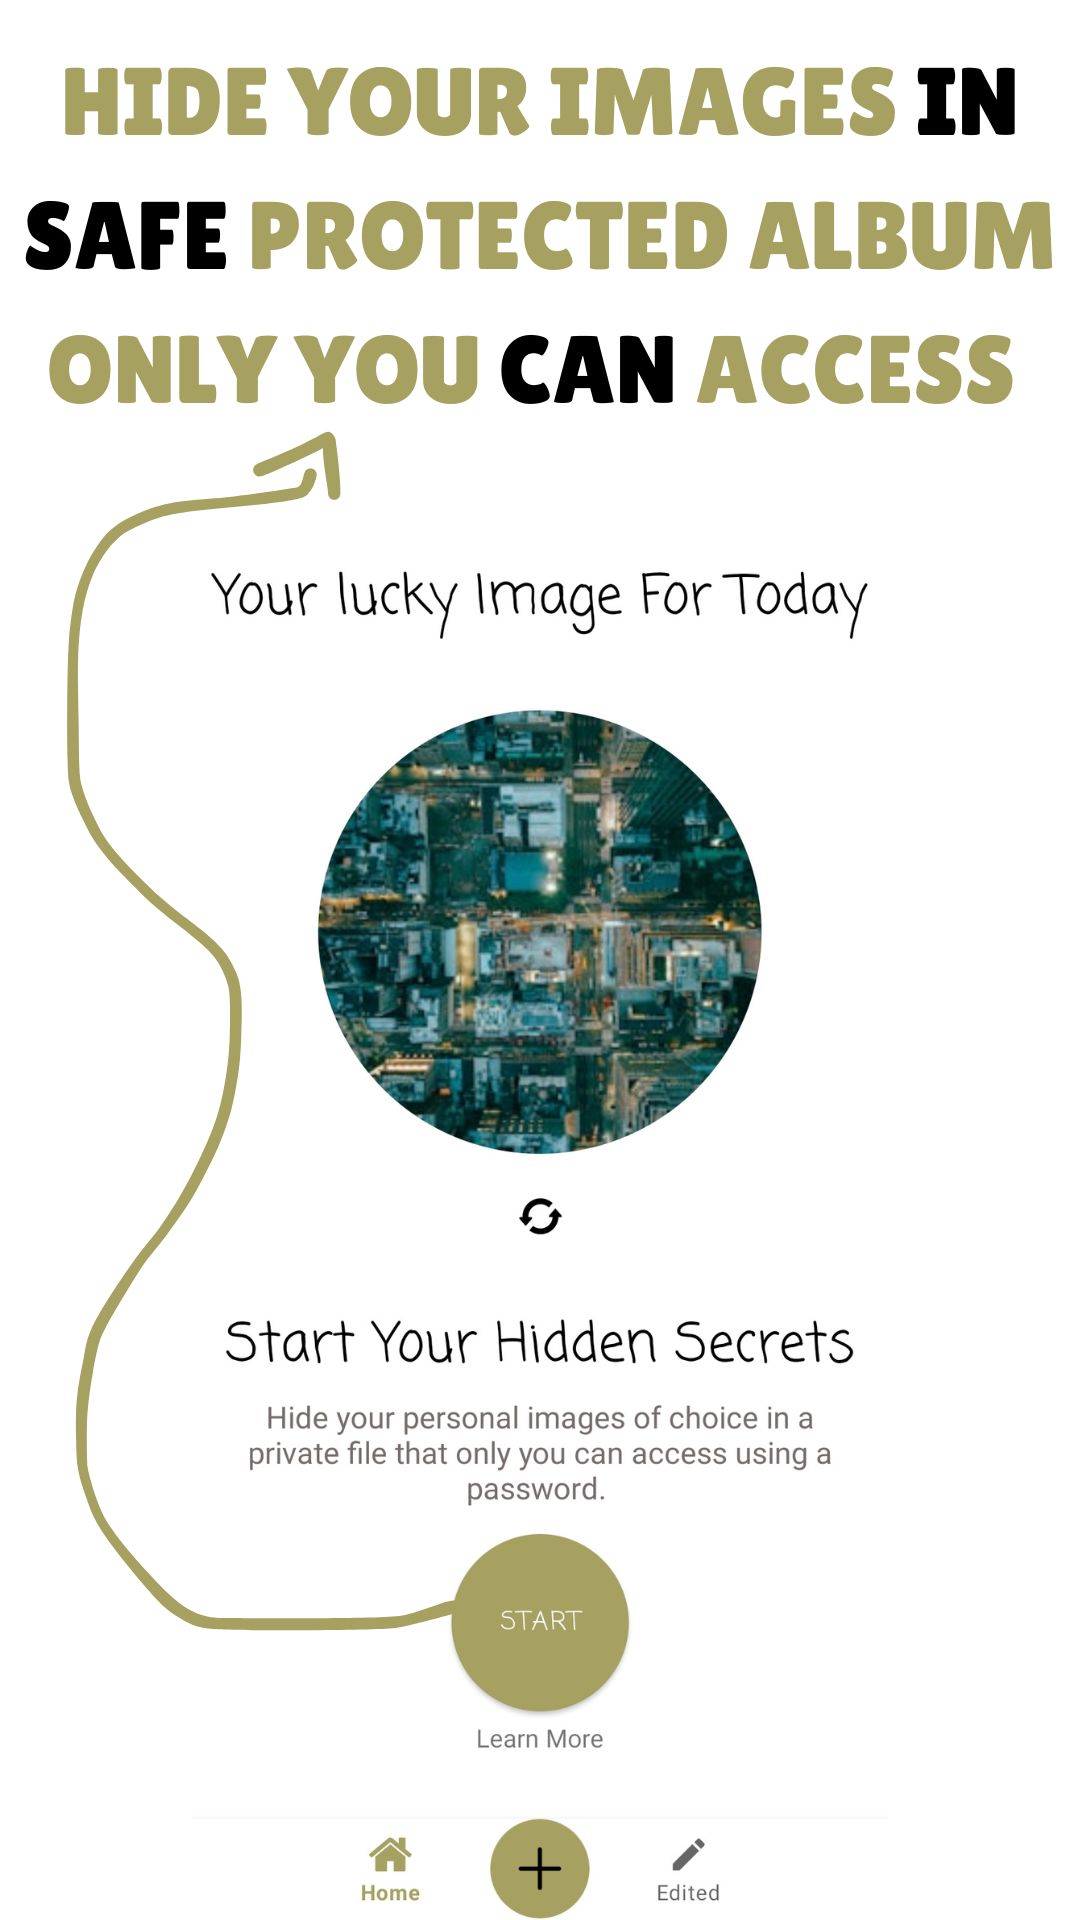 HIDE YOUR IMAGES IN
SAFE PROTECTED ALBUM
ONLY YOU CAN ACCESS
Your lucky Image For Today
Start Your Hidden Secrets
Hide your personal images of choice in a
private file that only you can access using a
password.
START
Learn More
Home
Edited